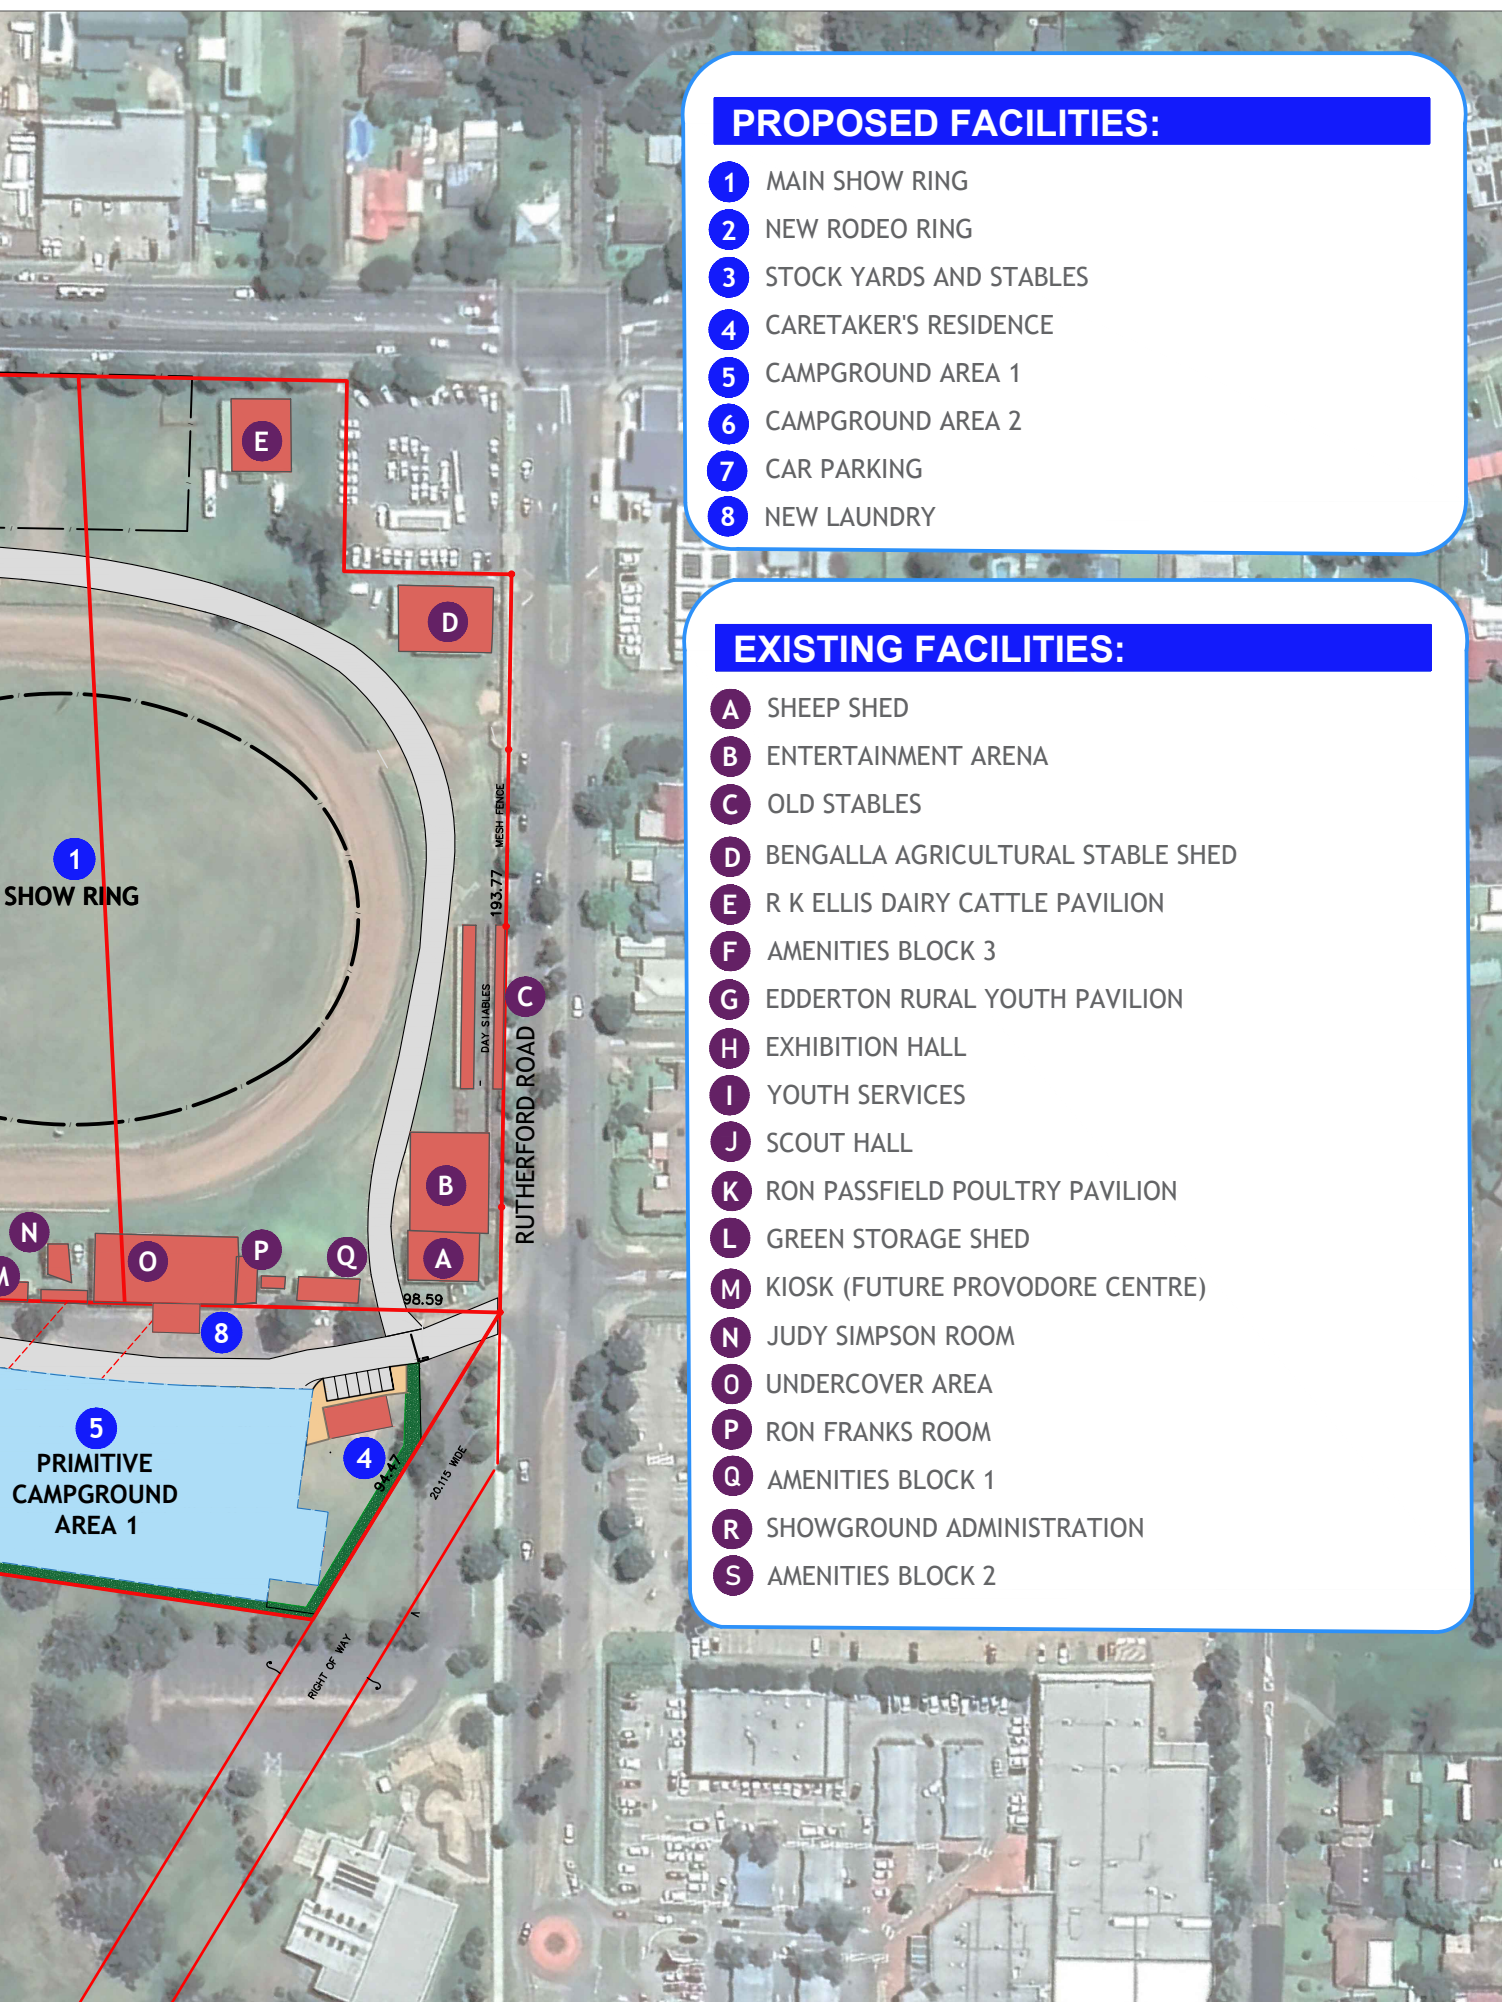 PROPOSED FACILITIES:
1 MAIN SHOW RING
2 NEW RODEO RING
3 STOCK YARDS AND STABLES
4 CARETAKER'S RESIDENCE
5 CAMPGROUND AREA 1
6 CAMPGROUND AREA 2
7 CAR PARKING
8 NEW LAUNDRY
EXISTING FACILITIES:
A SHEEP SHED
B ENTERTAINMENT ARENA
C OLD STABLES
D BENGALLA AGRICULTURAL STABLE SHED
E R K ELLIS DAIRY CATTLE PAVILION
F AMENITIES BLOCK 3
G EDDERTON RURAL YOUTH PAVILION
H EXHIBITION HALL
I YOUTH SERVICES
J SCOUT HALL
K RON PASSFIELD POULTRY PAVILION
L GREEN STORAGE SHED
M KIOSK (FUTURE PROVODORE CENTRE)
N JUDY SIMPSON ROOM
O UNDERCOVER AREA
P RON FRANKS ROOM
Q AMENITIES BLOCK 1
R SHOWGROUND ADMINISTRATION
S AMENITIES BLOCK 2
E
D
MESH FENCE
193.77
1
SHOW RING
C
DAY STABLES
RUTHERFORD ROAD
B
A
N
O
P
Q
M
98.59
8
5
PRIMITIVE
CAMPGROUND
AREA 1
4
94.47
20.115 WIDE
RIGHT OF WAY